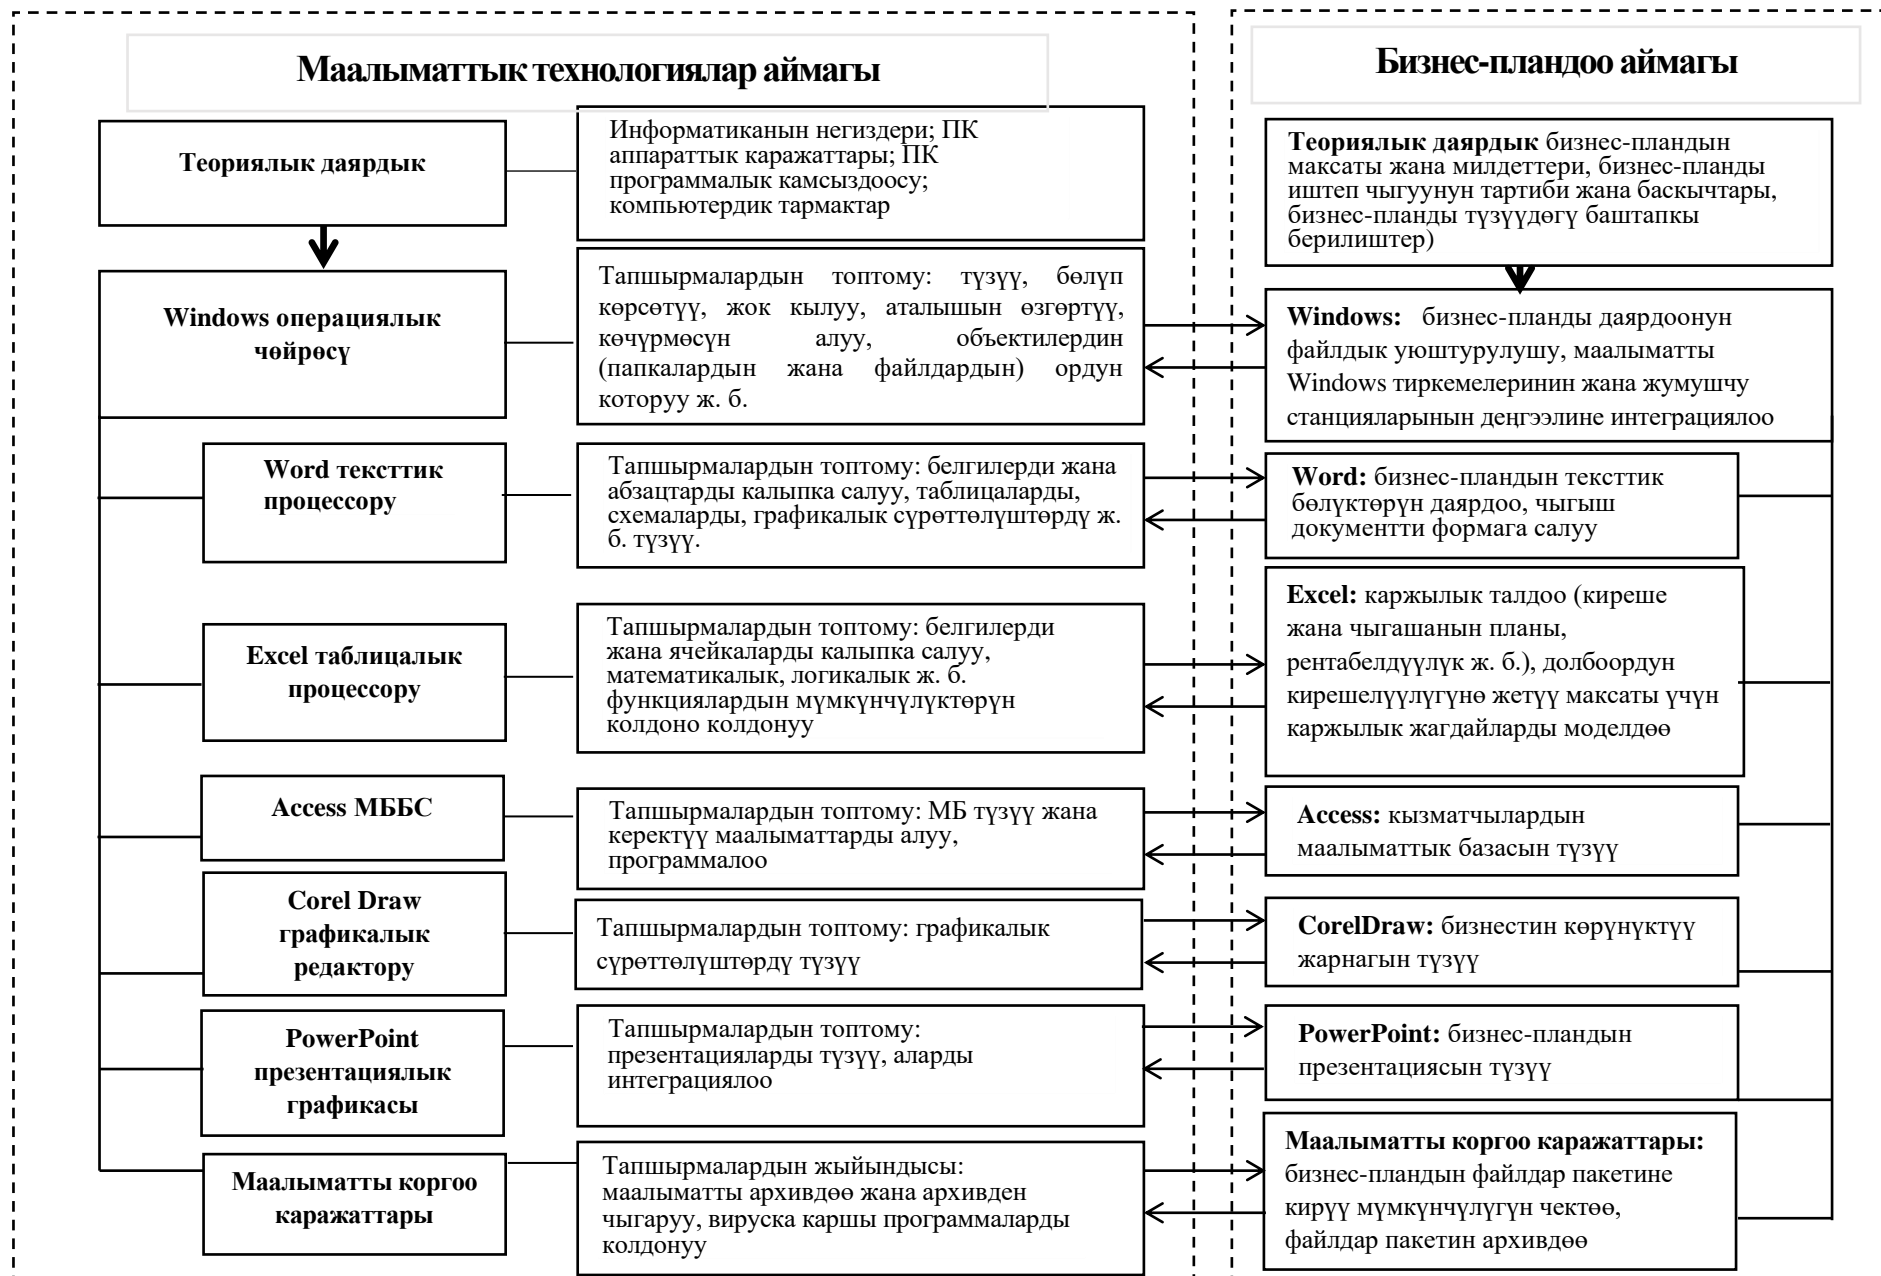 Маалыматтык технологиялар аймагы
Бизнес-пландоо аймагы
Теориялык даярдык
Информатиканын негиздери; ПК
аппараттык каражаттары; ПК
программалык камсыздоосу;
компьютердик тармактар
Теориялык даярдык бизнес-пландын
максаты жана милдеттери, бизнес-планды
иштеп чыгуунун тартиби жана баскычтары,
бизнес-планды түзүүдөгү баштапкы
берилиштер)
Windows операциялык
чөйрөсү
Тапшырмалардын топтому: түзүү, бөлүп
көрсөтүү, жок кылуу, аталышын өзгөртүү,
көчүрмөсүн алуу, объектилердин
(папкалардын жана файлдардын) ордун
которуу ж. б.
Windows: бизнес-планды даярдоонун
файлдык уюштурулушу, маалыматты
Windows тиркемелеринин жана жумушчу
станцияларынын деңгээлине интеграциялоо
Word тексттик
процессору
Тапшырмалардын топтому: белгилерди жана
абзацтарды калыпка салуу, таблицаларды,
схемаларды, графикалык сүрөттөлүштөрдү ж.
б. түзүү.
Word: бизнес-пландын тексттик
бөлүктөрүн даярдоо, чыгыш
документти формага салуу
Excel таблицалык
процессору
Тапшырмалардын топтому: белгилерди
жана ячейкаларды калыпка салуу,
математикалык, логикалык ж. б.
функциялардын мүмкүнчүлүктөрүн
колдоно колдонуу
Excel: каржылык талдоо (киреше
жана чыгашанын планы,
рентабелдүүлүк ж. б.), долбоордун
кирешелүүлүгүнө жетүү максаты үчүн
каржылык жагдайларды моделдөө
Access МББС
Тапшырмалардын топтому: МБ түзүү жана
керектүү маалыматтарды алуу,
программалоо
Access: кызматчылардын
маалыматтык базасын түзүү
Corel Draw
графикалык
редактору
Тапшырмалардын топтому: графикалык
сүрөттөлүштөрдү түзүү
CorelDraw: бизнестин көрүнүктүү
жарнагын түзүү
PowerPoint
презентациялык
графикасы
Тапшырмалардын топтому:
презентацияларды түзүү, аларды
интеграциялоо
PowerPoint: бизнес-пландын
презентациясын түзүү
Маалыматты коргоо
каражаттары
Тапшырмалардын жыйындысы:
маалыматты архивдөө жана архивден
чыгаруу, вируска каршы программаларды
колдонуу
Маалыматты коргоо каражаттары:
бизнес-пландын файлдар пакетине
кирүү мүмкүнчүлүгүн чектөө,
файлдар пакетин архивдөө